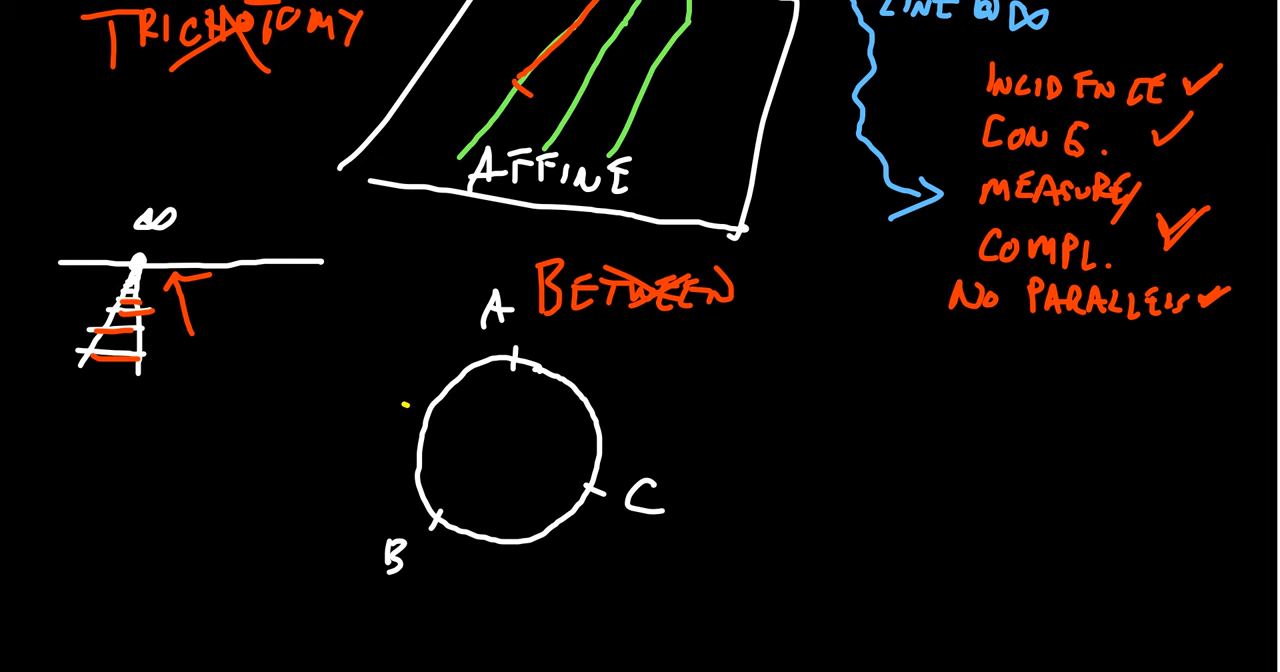 TRICHOTOMY
LINE @ ∞
INCIDENCE ✓
CONG. ✓
MEASURE/
COMPL. ✓
NO PARALLELS ✓
AFFINE
∞
BETWEEN
A
C
B